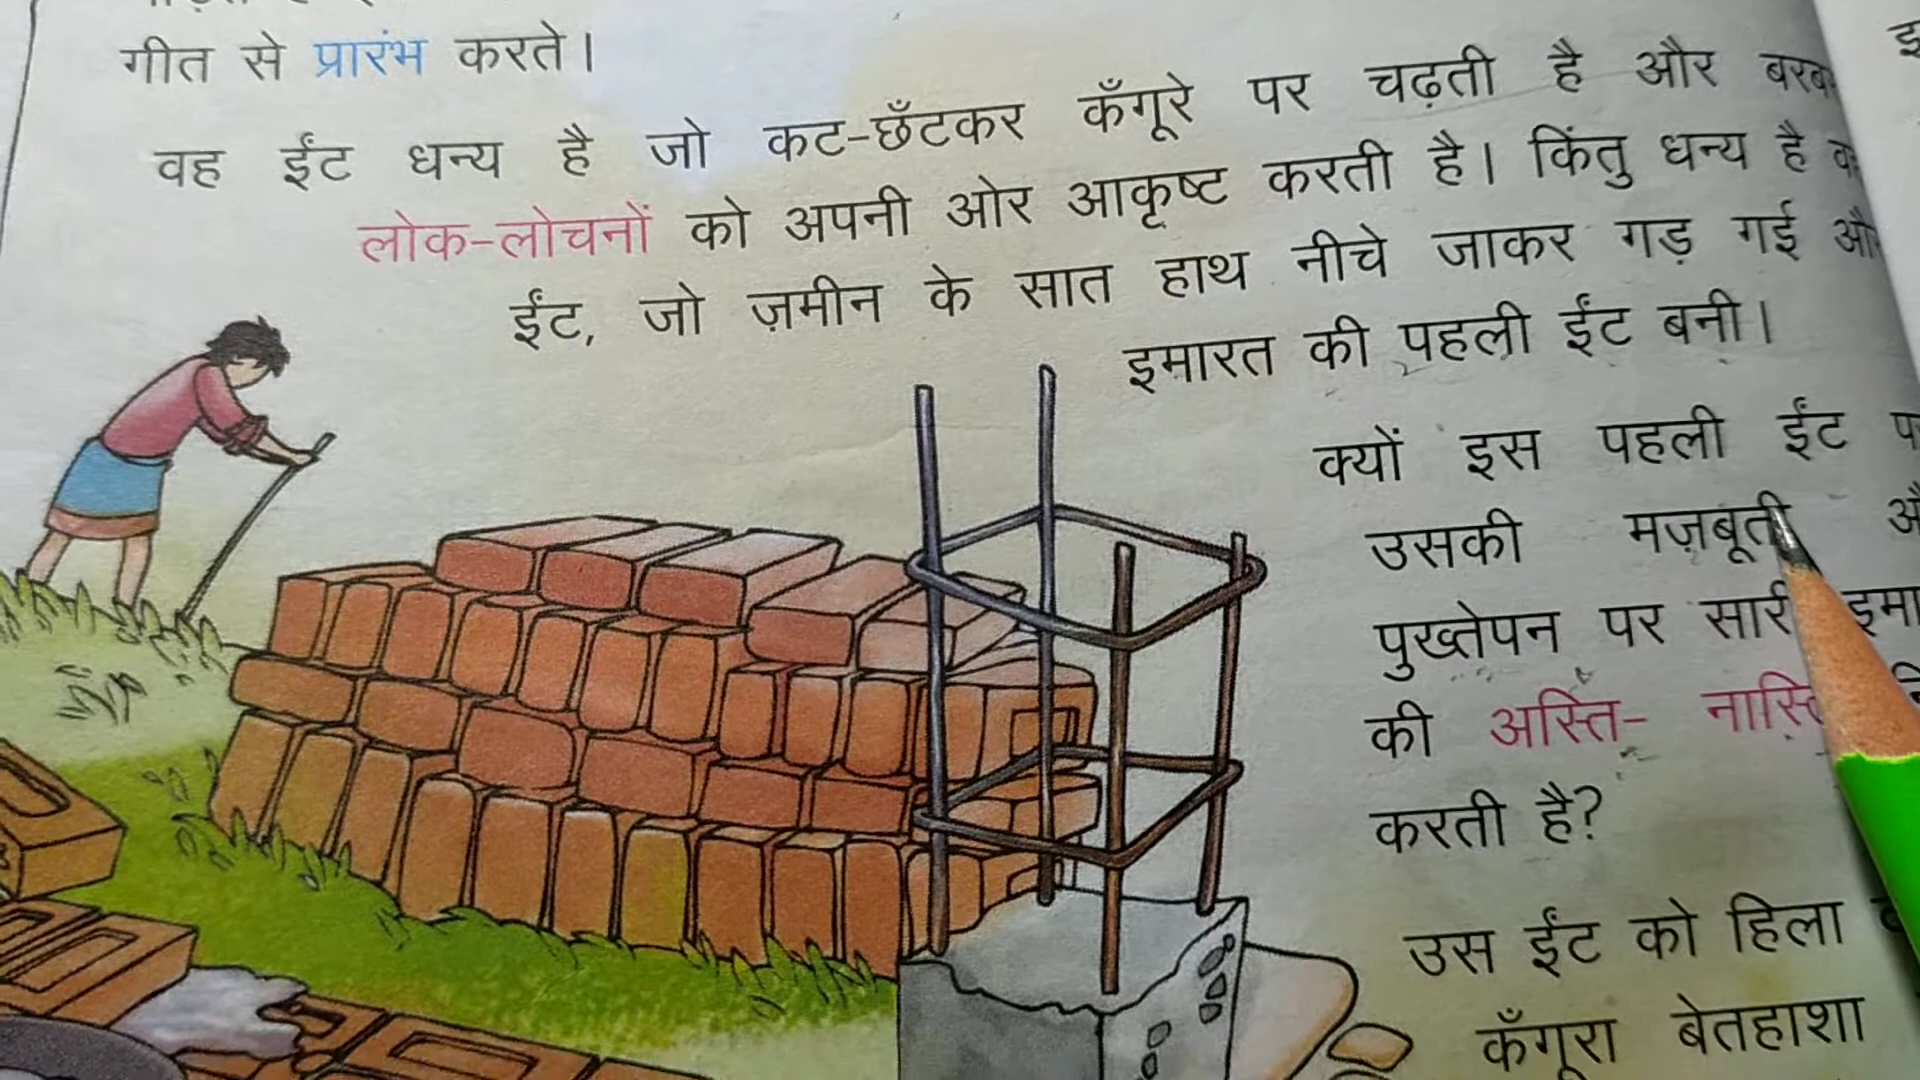 गीत से प्रारंभ करते।
वह ईंट धन्य है जो कट-छँटकर कँगूरे पर चढ़ती है और
लोक-लोचनों को अपनी ओर आकृष्ट करती है। किंतु धन्य है
ईंट, जो ज़मीन के सात हाथ नीचे जाकर गड़ गई
इमारत की पहली ईंट बनी।
क्यों इस पहली ईंट
उसकी मज़बूती
पुख्तेपन पर सारी
की अस्ति-
करती है?
उस ईंट को हिला
कँगूरा बेतहाशा